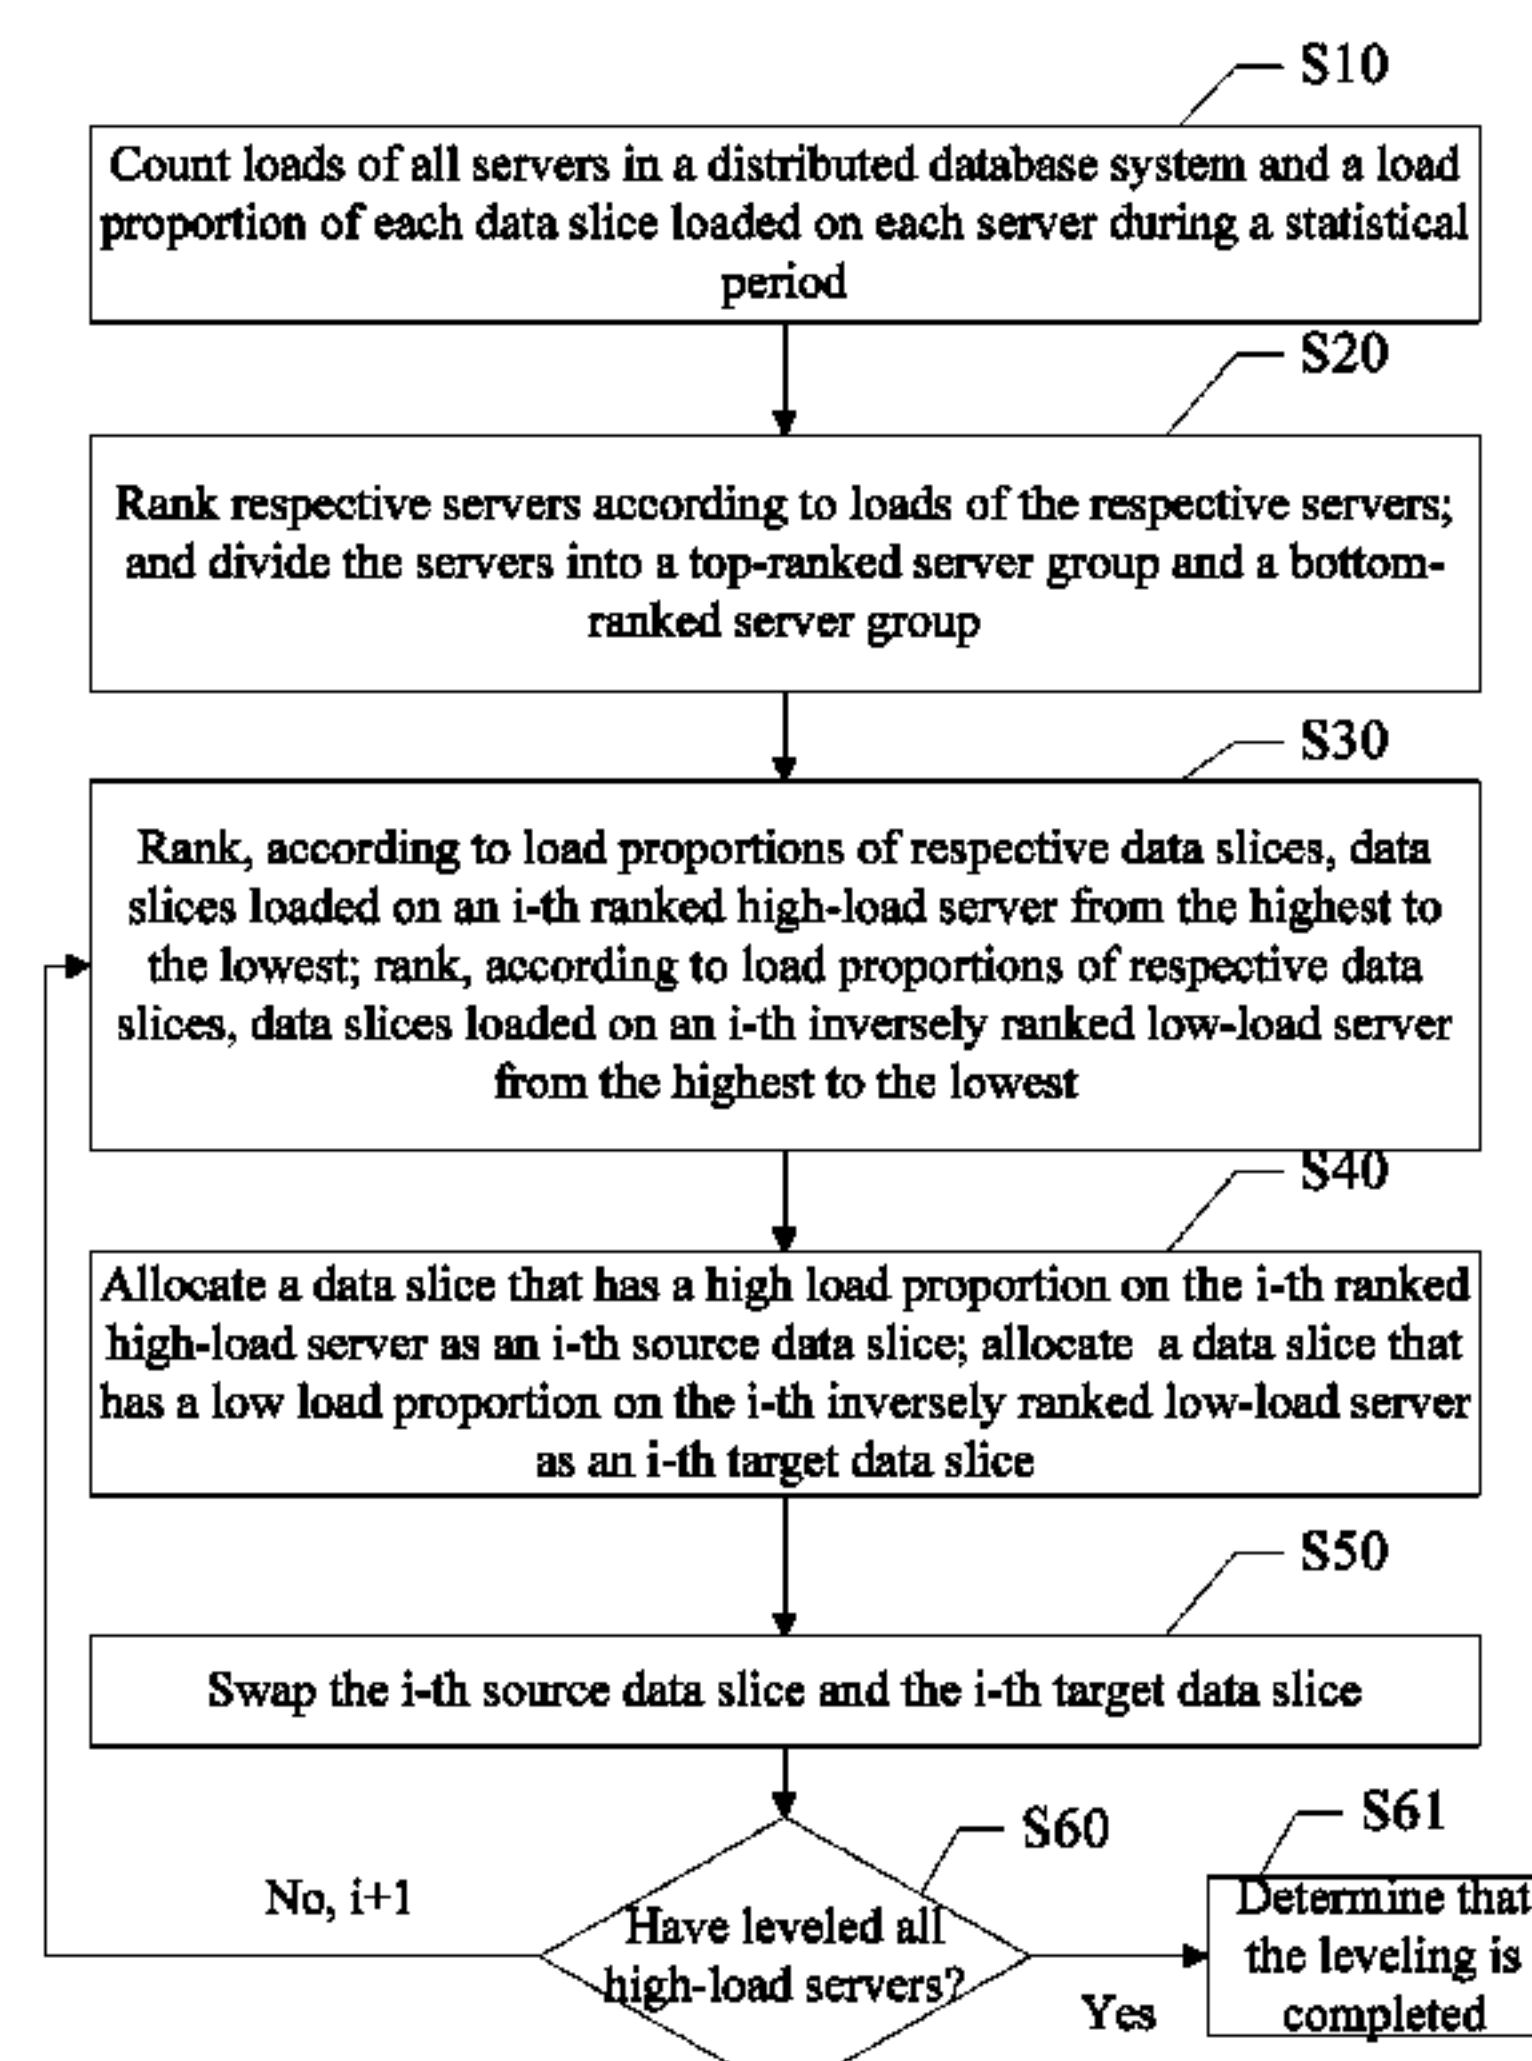 S10
Count loads of all servers in a distributed database system and a load
proportion of each data slice loaded on each server during a statistical
period
S20
Rank respective servers according to loads of the respective servers;
and divide the servers into a top-ranked server group and a bottom-
ranked server group
S30
Rank, according to load proportions of respective data slices, data
slices loaded on an i-th ranked high-load server from the highest to
the lowest; rank, according to load proportions of respective data
slices, data slices loaded on an i-th inversely ranked low-load server
from the highest to the lowest
S40
Allocate a data slice that has a high load proportion on the i-th ranked
high-load server as an i-th source data slice; allocate a data slice that
has a low load proportion on the i-th inversely ranked low-load server
as an i-th target data slice
S50
Swap the i-th source data slice and the i-th target data slice
S60
Have leveled all
high-load servers?
No, i+1
Yes
S61
Determine that
the leveling is
completed